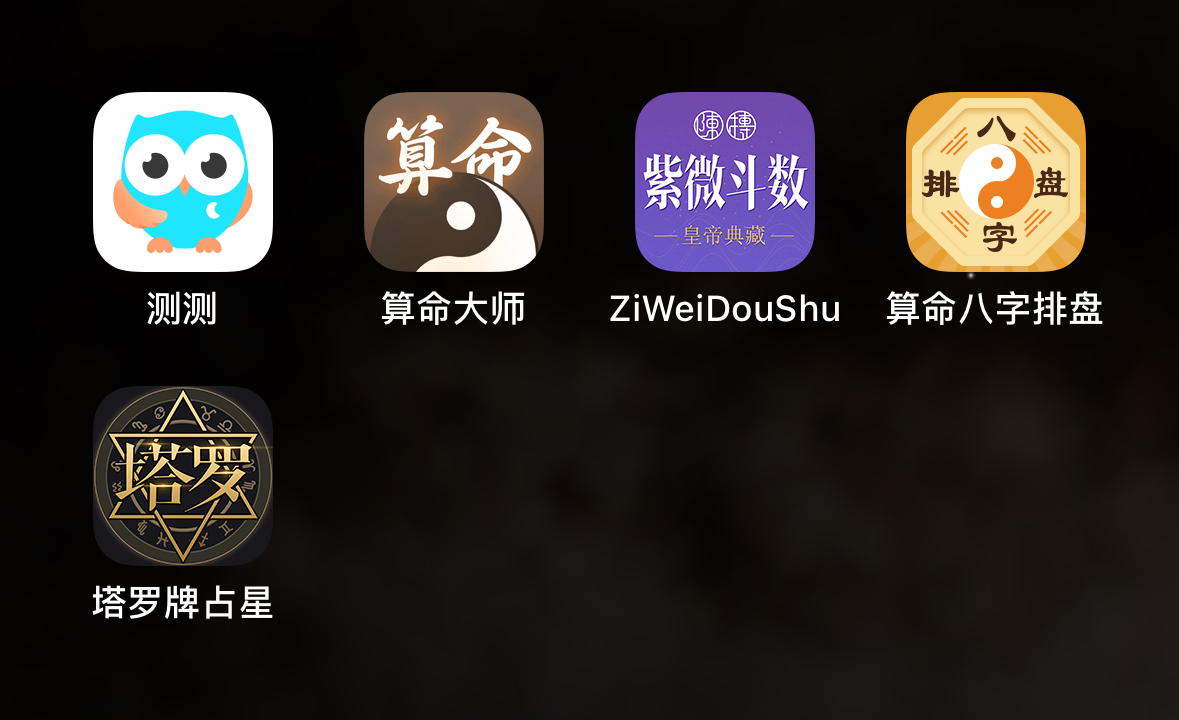 算命
陳摶
紫微斗数
皇帝典藏
八
排 盘
字
测测
算命大师
ZiWeiDouShu
算命八字排盘
塔罗
塔罗牌占星